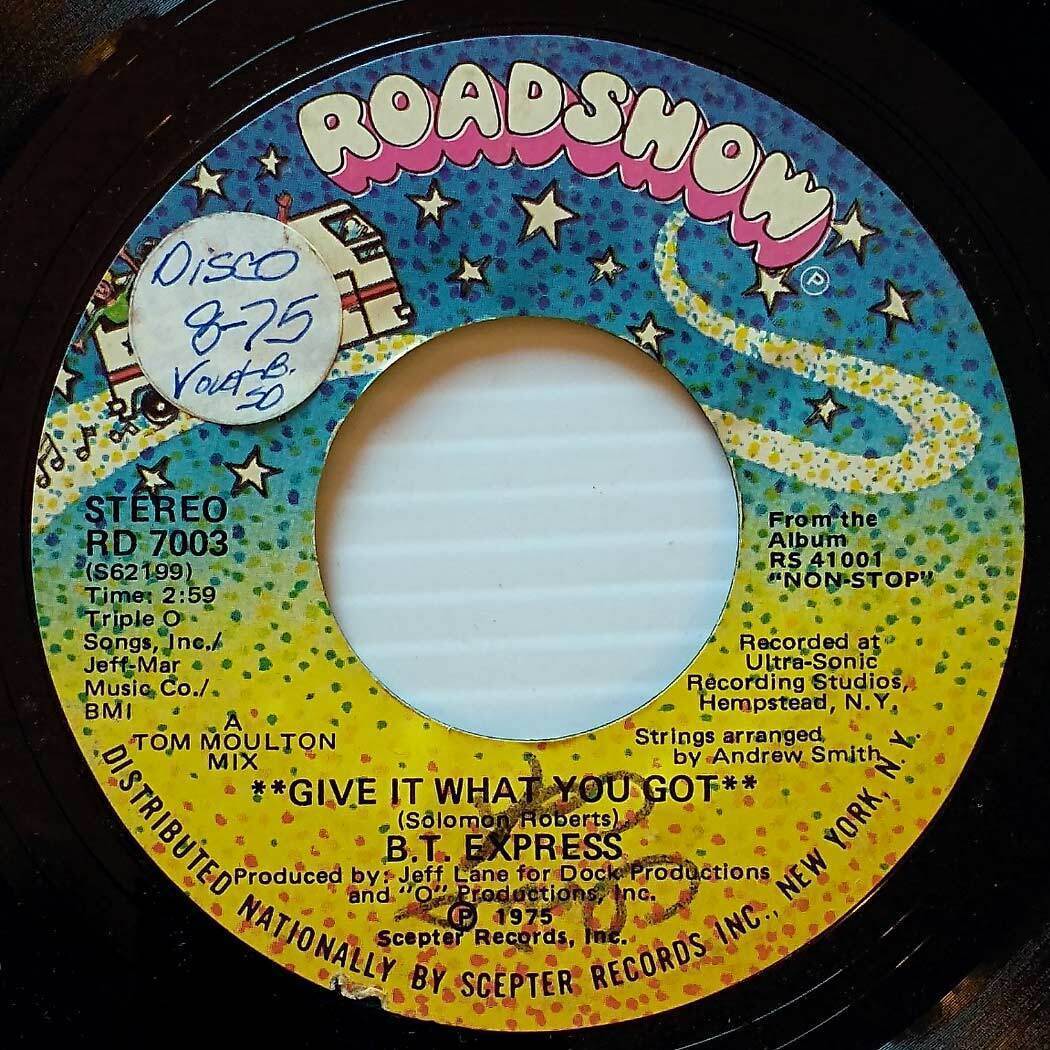 ROADSHOW
℗
DISCO
8-75
50
STEREO
RD 7003
(S62199)
Time: 2:59
Triple O
Songs, Inc./
Jeff-Mar
Music Co./
BMI
From the
Album
RS 41001
"NON-STOP"
Recorded at
Ultra-Sonic
Recording Studios,
Hempstead, N.Y.
A
TOM MOULTON
MIX
Strings arranged
by Andrew Smith
**GIVE IT WHAT YOU GOT**
(Solomon Roberts)
B.T. EXPRESS
Produced by: Jeff Lane for Dock Productions
and "O" Productions, Inc.
℗ 1975
Scepter Records, Inc.
DISTRIBUTED NATIONALLY BY SCEPTER RECORDS INC., NEW YORK, N.Y.